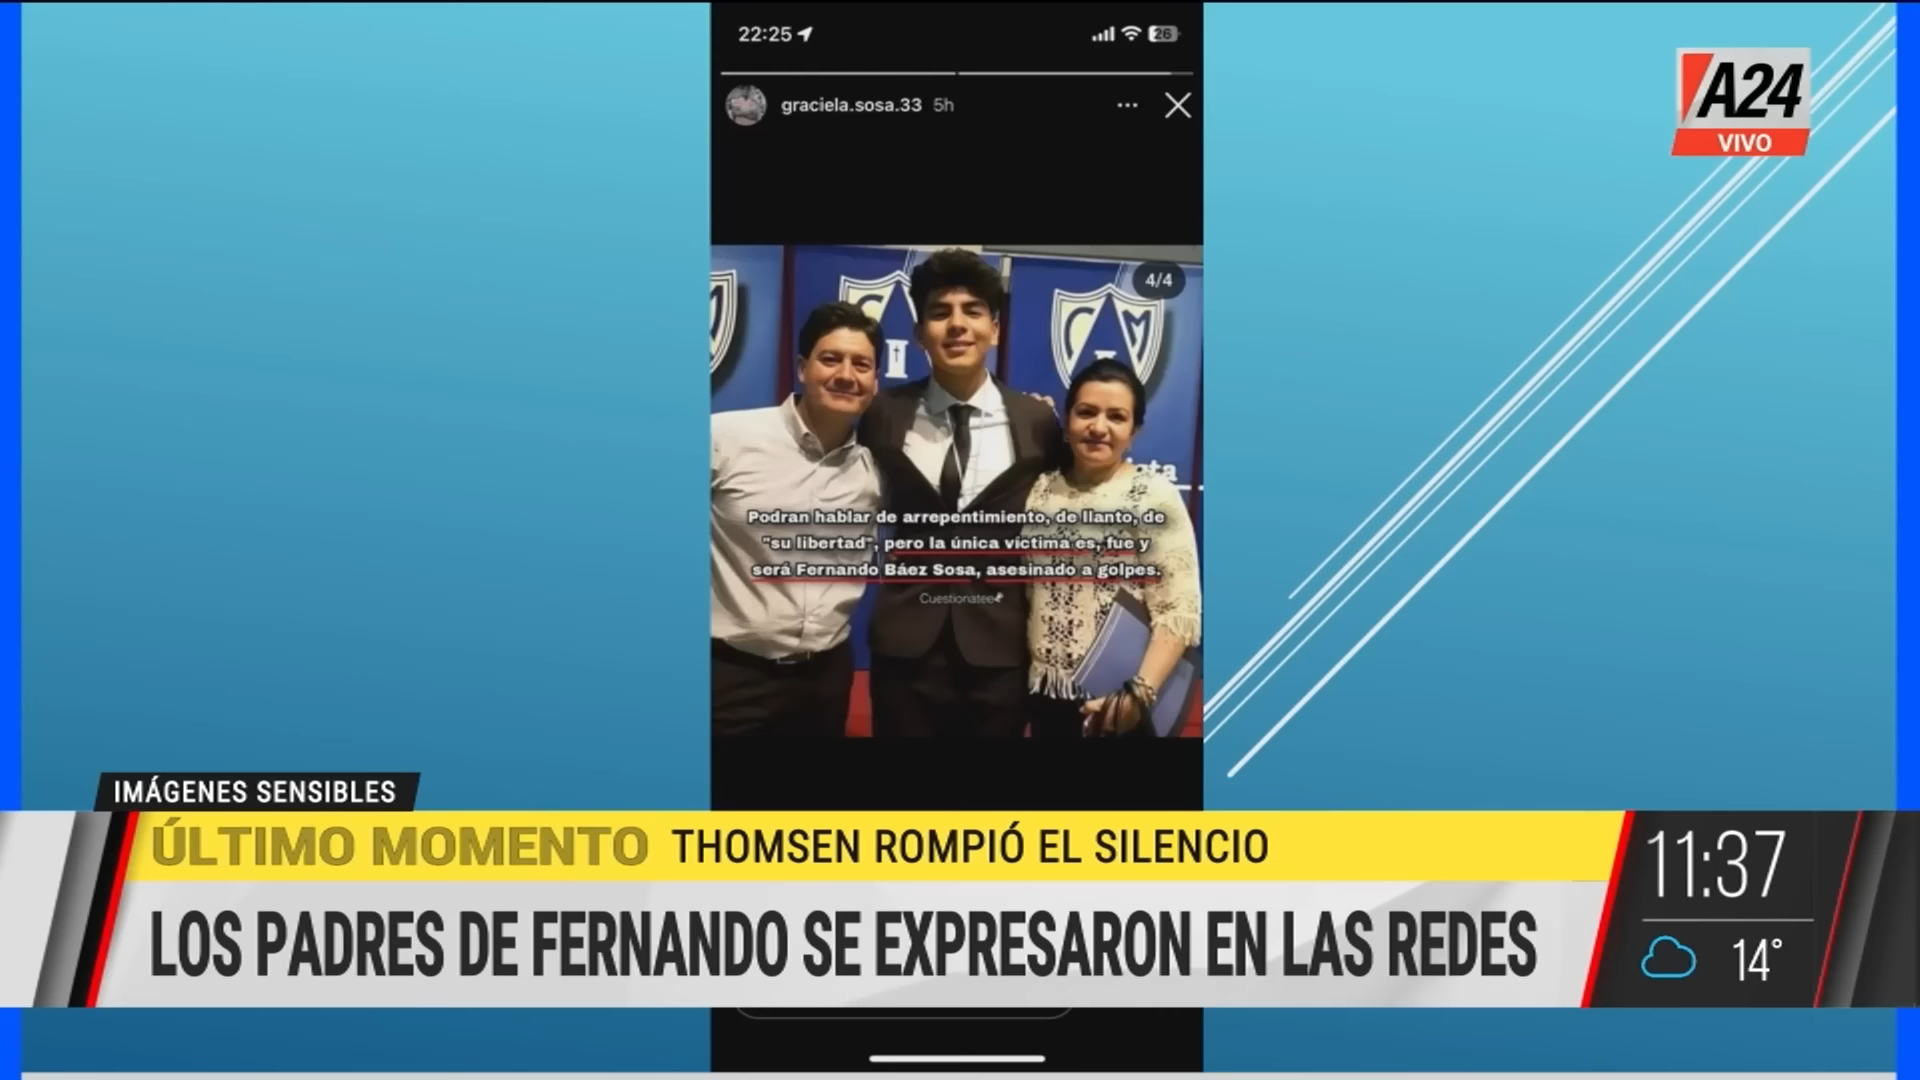 22:25
26
graciela.sosa.33 5h
4/4
Podran hablar de arrepentimiento, de llanto, de
"su libertad", pero la única víctima es, fue y
será Fernando Báez Sosa, asesinado a golpes.
Cuestionatee
A24
VIVO
IMÁGENES SENSIBLES
ÚLTIMO MOMENTO THOMSEN ROMPIÓ EL SILENCIO
LOS PADRES DE FERNANDO SE EXPRESARON EN LAS REDES
11:37
14°